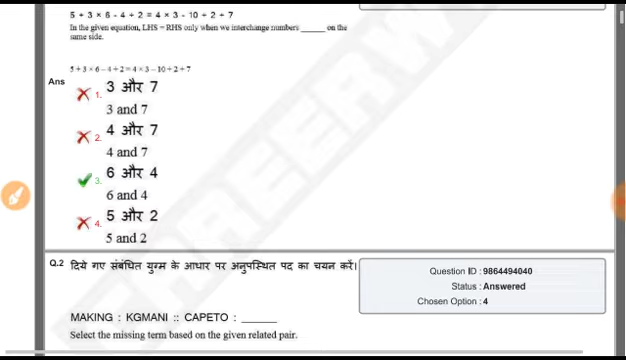 5 + 3 × 6 - 4 ÷ 2 = 4 × 3 - 10 ÷ 2 + 7
In the given equation, LHS = RHS only when we interchange numbers _____ on the
same side.
5 + 3 × 6 − 4 ÷ 2 = 4 × 3 − 10 ÷ 2 + 7
Ans
1. 3 और 7
3 and 7
2. 4 और 7
4 and 7
3. 6 और 4
6 and 4
4. 5 और 2
5 and 2
Q.2 दिये गए संबंधित युग्म के आधार पर अनुपस्थित पद का चयन करें।
Question ID : 9864494040
Status : Answered
Chosen Option : 4
MAKING : KGMANI :: CAPETO : ______
Select the missing term based on the given related pair.